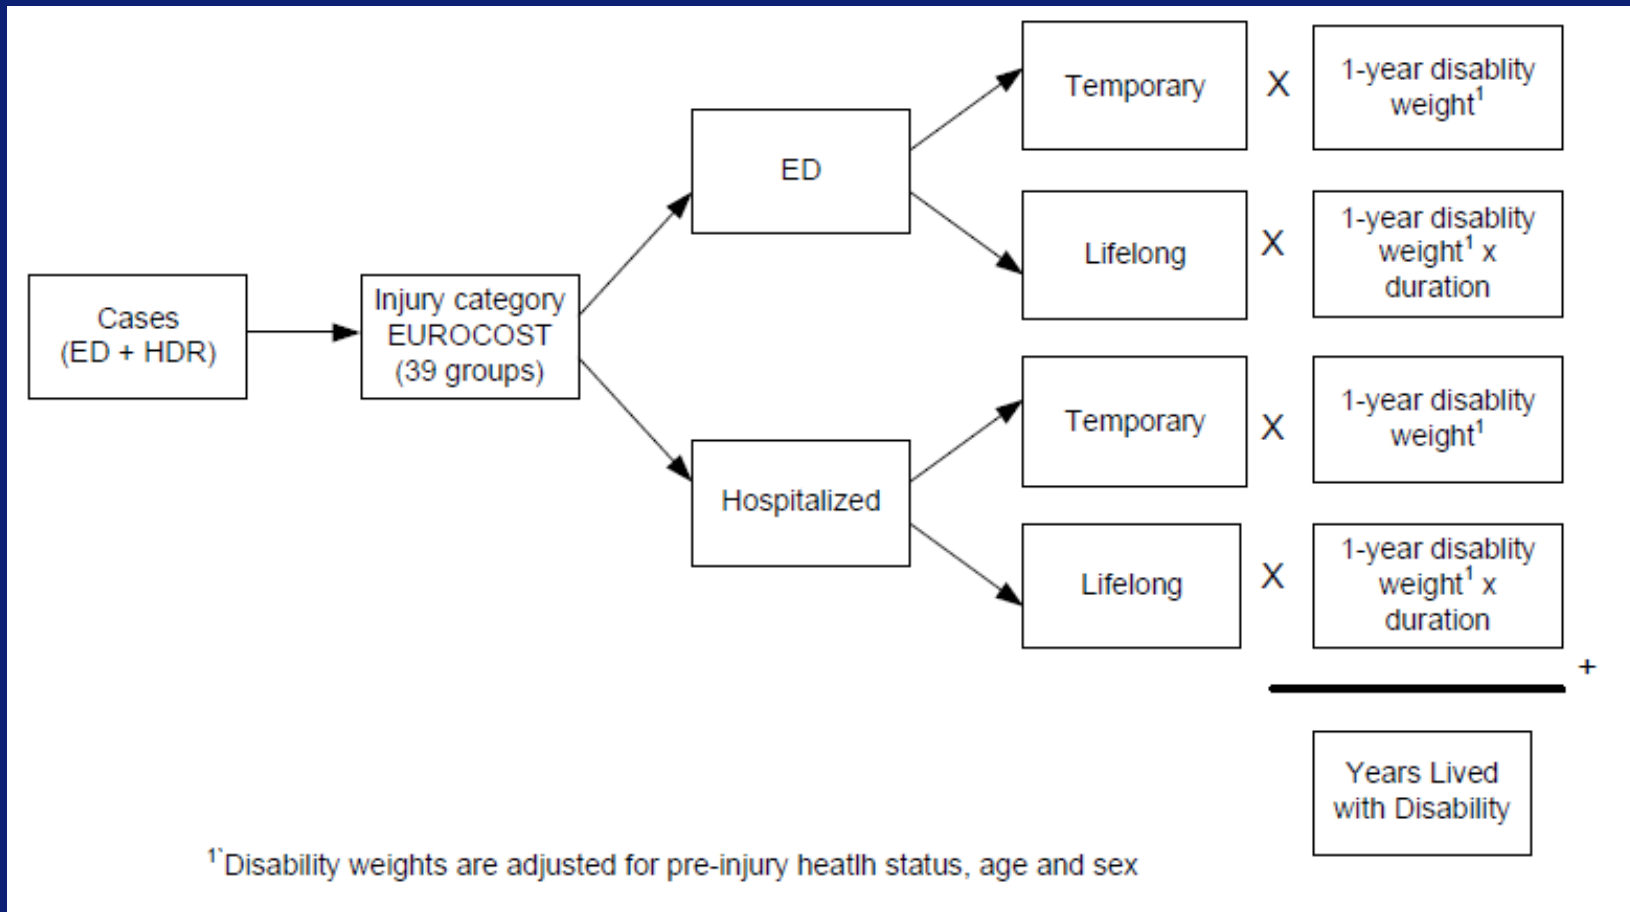 Cases
(ED + HDR)
Injury category
EUROCOST
(39 groups)
ED
Hospitalized
Temporary
X
1-year disablity
weight¹
Lifelong
X
1-year disablity
weight¹ x
duration
Temporary
X
1-year disablity
weight¹
Lifelong
X
1-year disablity
weight¹ x
duration
+
Years Lived
with Disability
¹`Disability weights are adjusted for pre-injury heatlh status, age and sex